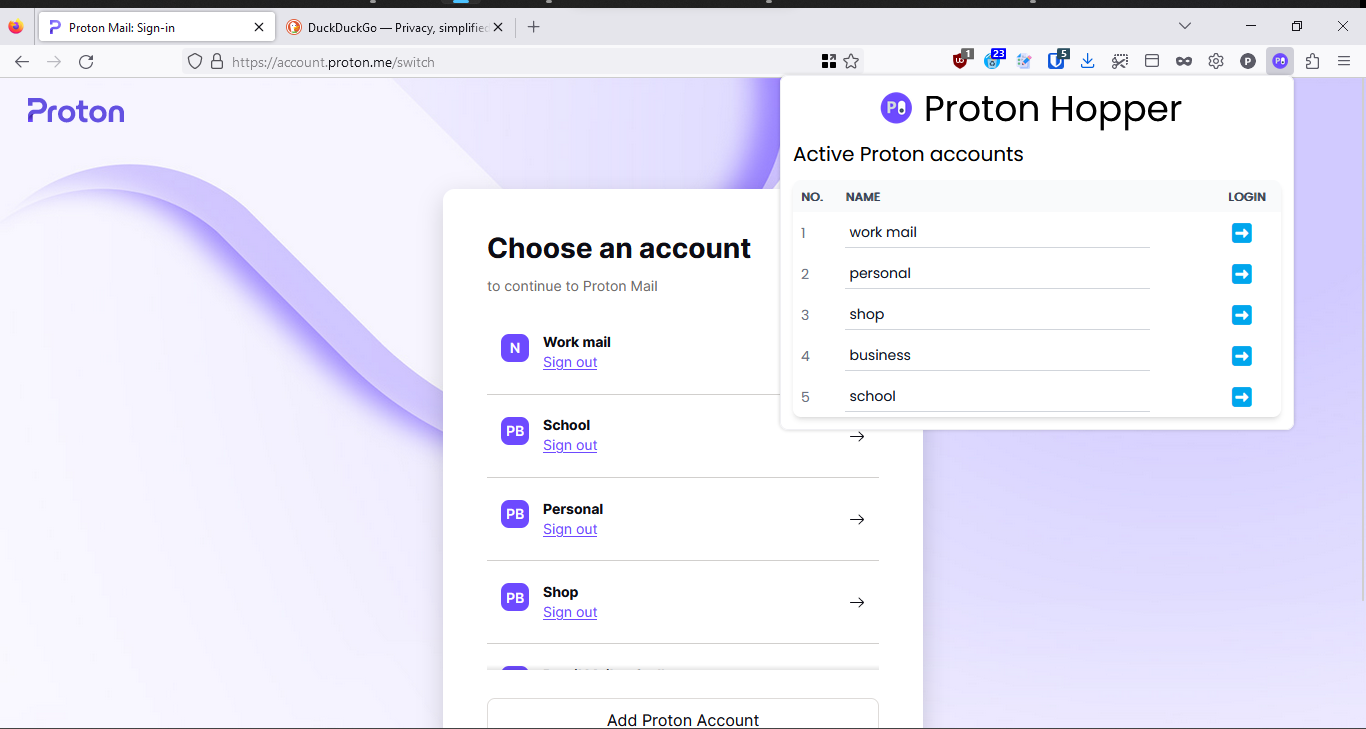 Proton Mail: Sign-in
DuckDuckGo — Privacy, simplified
https://account.proton.me/switch
1
23
5
P
Proton
Proton Hopper
Active Proton accounts
NO. NAME LOGIN
1 work mail
2 personal
3 shop
4 business
5 school
Choose an account
to continue to Proton Mail
N
Work mail
Sign out
PB
School
Sign out
PB
Personal
Sign out
PB
Shop
Sign out
Add Proton Account